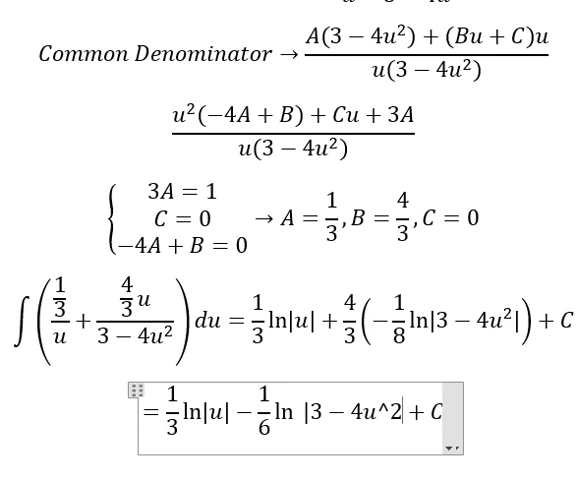 Common Denominator → (A(3 − 4u²) + (Bu + C)u) / (u(3 − 4u²))
(u²(−4A + B) + Cu + 3A) / (u(3 − 4u²))
{ 3A = 1
C = 0 → A = 1/3, B = 4/3, C = 0
−4A + B = 0
∫ ( (1/3)/u + ((4/3)u)/(3 − 4u²) ) du = 1/3 ln|u| + 4/3 (−1/8 ln|3 − 4u²|) + C
= 1/3 ln|u| − 1/6 ln |3 − 4u^2| + C